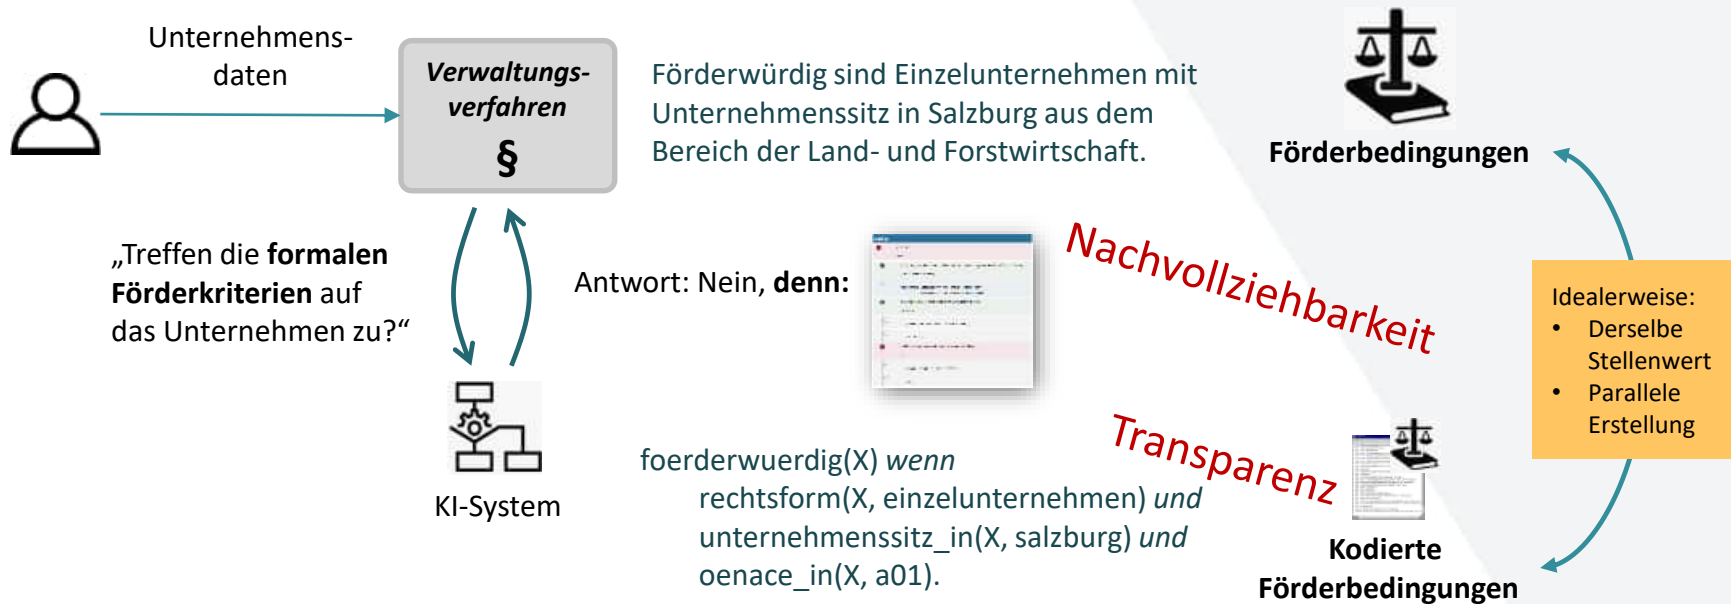 Unternehmens-
daten
Verwaltungs-
verfahren
§
Förderwürdig sind Einzelunternehmen mit
Unternehmenssitz in Salzburg aus dem
Bereich der Land- und Forstwirtschaft.
Förderbedingungen
„Treffen die formalen
Förderkriterien auf
das Unternehmen zu?“
Antwort: Nein, denn:
Nachvollziehbarkeit
Idealerweise:
• Derselbe
Stellenwert
• Parallele
Erstellung
Transparenz
KI-System
foerderwuerdig(X) wenn
rechtsform(X, einzelunternehmen) und
unternehmenssitz_in(X, salzburg) und
oenace_in(X, a01).
Kodierte
Förderbedingungen